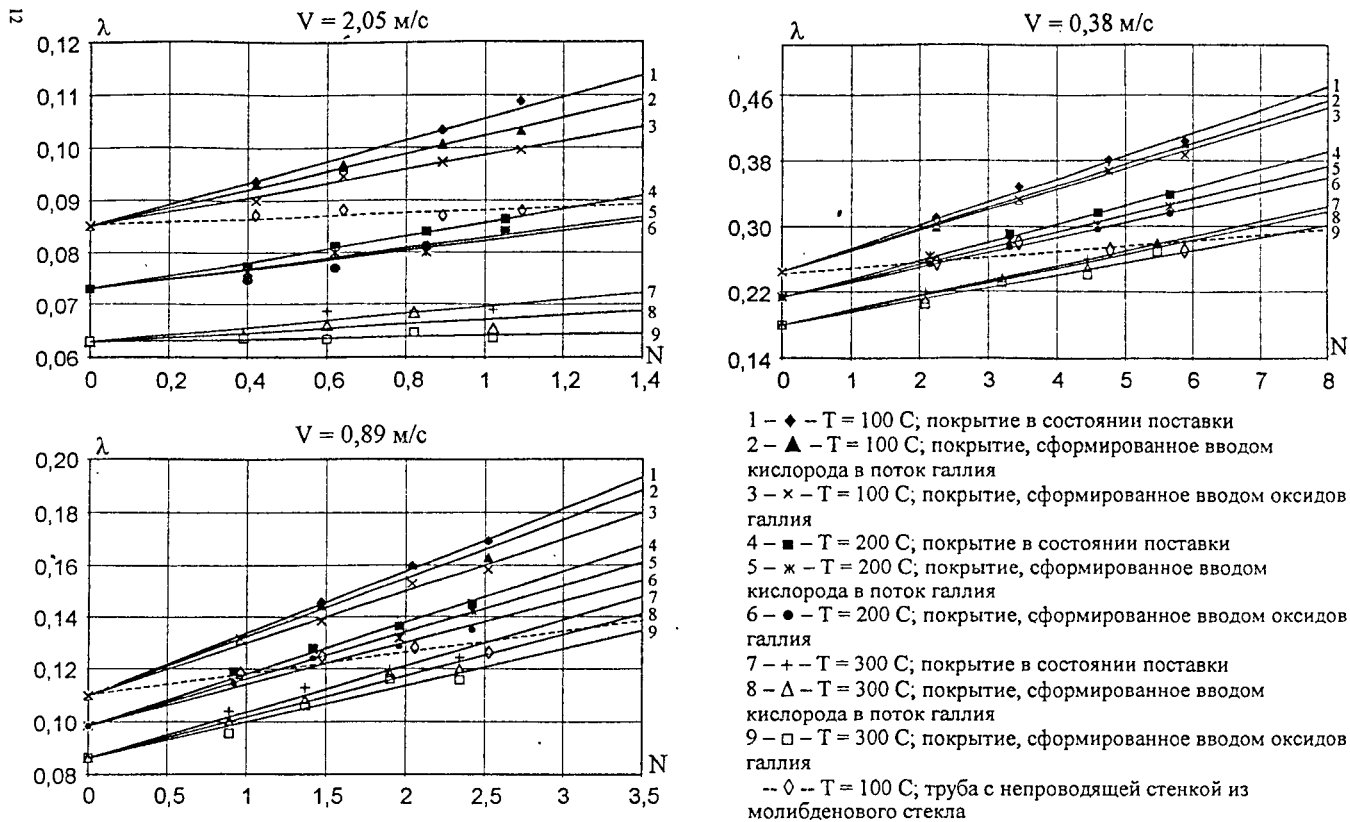 12
V = 2,05 м/с
λ
0,12
0,11
0,10
0,09
0,08
0,07
0,06
0
0,2
0,4
0,6
0,8
1
1,2
1,4
N
1
2
3
4
5
6
7
8
9
V = 0,38 м/с
λ
0,46
0,38
0,30
0,22
0,14
0
1
2
3
4
5
6
7
8
N
1
2
3
4
5
6
7
8
9
V = 0,89 м/с
λ
0,20
0,18
0,16
0,14
0,12
0,10
0,08
0
0,5
1
1,5
2
2,5
3
3,5
N
1
2
3
4
5
6
7
8
9
1 – ♦ – T = 100 С; покрытие в состоянии поставки
2 – ▲ – T = 100 С; покрытие, сформированное вводом
кислорода в поток галлия
3 – × – T = 100 С; покрытие, сформированное вводом оксидов
галлия
4 – ■ – T = 200 С; покрытие в состоянии поставки
5 – ж – T = 200 С; покрытие, сформированное вводом
кислорода в поток галлия
6 – ● – T = 200 С; покрытие, сформированное вводом оксидов
галлия
7 – + – T = 300 С; покрытие в состоянии поставки
8 – Δ – T = 300 С; покрытие, сформированное вводом
кислорода в поток галлия
9 – □ – T = 300 С; покрытие, сформированное вводом оксидов
галлия
-- ◊ -- T = 100 С; труба с непроводящей стенкой из
молибденового стекла